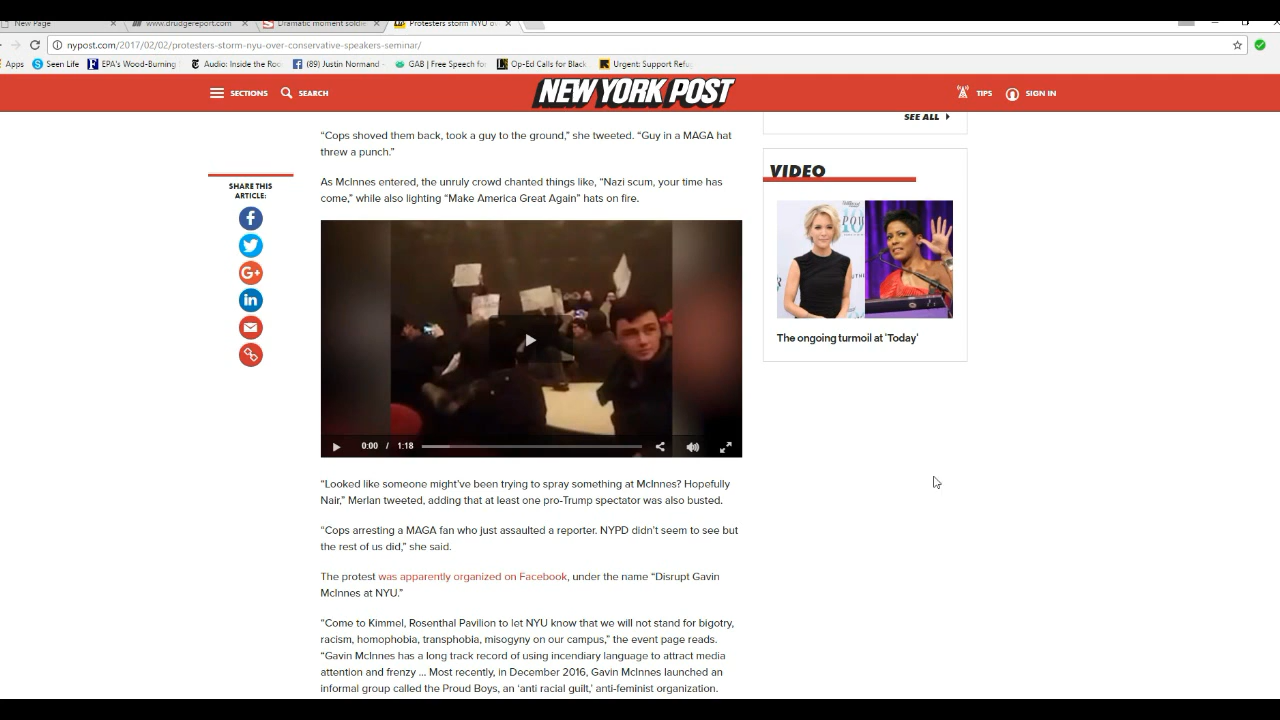 New Page
www.drudgereport.com
Dramatic moment soldie
Protesters storm NYU ov
nypost.com/2017/02/02/protesters-storm-nyu-over-conservative-speakers-seminar/
Apps Seen Life EPA's Wood-Burning Audio: Inside the Roo (89) Justin Normand - GAB | Free Speech fo Op-Ed Calls for Black Urgent: Support Refu
SECTIONS SEARCH NEW YORK POST TIPS SIGN IN
SEE ALL
“Cops shoved them back, took a guy to the ground,” she tweeted. “Guy in a MAGA hat
threw a punch.”
As McInnes entered, the unruly crowd chanted things like, “Nazi scum, your time has
come,” while also lighting “Make America Great Again” hats on fire.
SHARE THIS
ARTICLE:
0:00 / 1:18
“Looked like someone might’ve been trying to spray something at McInnes? Hopefully
Nair,” Merlan tweeted, adding that at least one pro-Trump spectator was also busted.
“Cops arresting a MAGA fan who just assaulted a reporter. NYPD didn’t seem to see but
the rest of us did,” she said.
The protest was apparently organized on Facebook, under the name “Disrupt Gavin
McInnes at NYU.”
“Come to Kimmel, Rosenthal Pavilion to let NYU know that we will not stand for bigotry,
racism, homophobia, transphobia, misogyny on our campus,” the event page reads.
“Gavin McInnes has a long track record of using incendiary language to attract media
attention and frenzy … Most recently, in December 2016, Gavin McInnes launched an
informal group called the Proud Boys, an ‘anti racial guilt,’ anti-feminist organization.
VIDEO
The ongoing turmoil at 'Today'